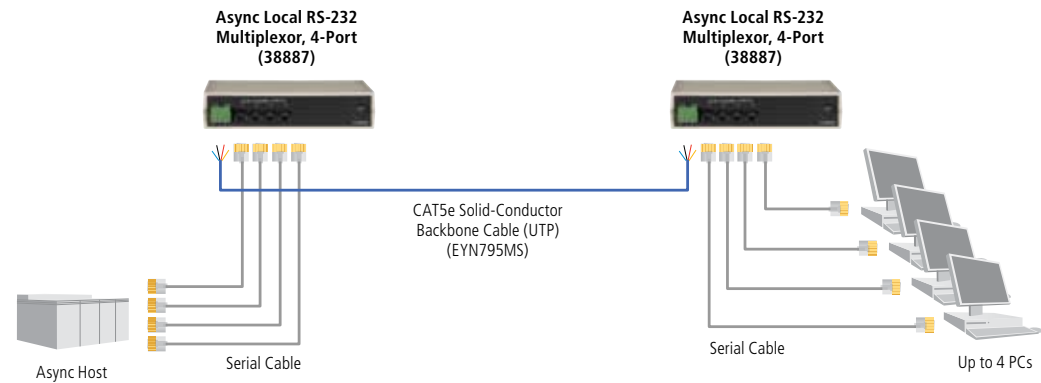 Async Local RS-232
Multiplexor, 4-Port
(38887)
Async Local RS-232
Multiplexor, 4-Port
(38887)
CAT5e Solid-Conductor
Backbone Cable (UTP)
(EYN795MS)
Serial Cable
Async Host
Serial Cable
Up to 4 PCs